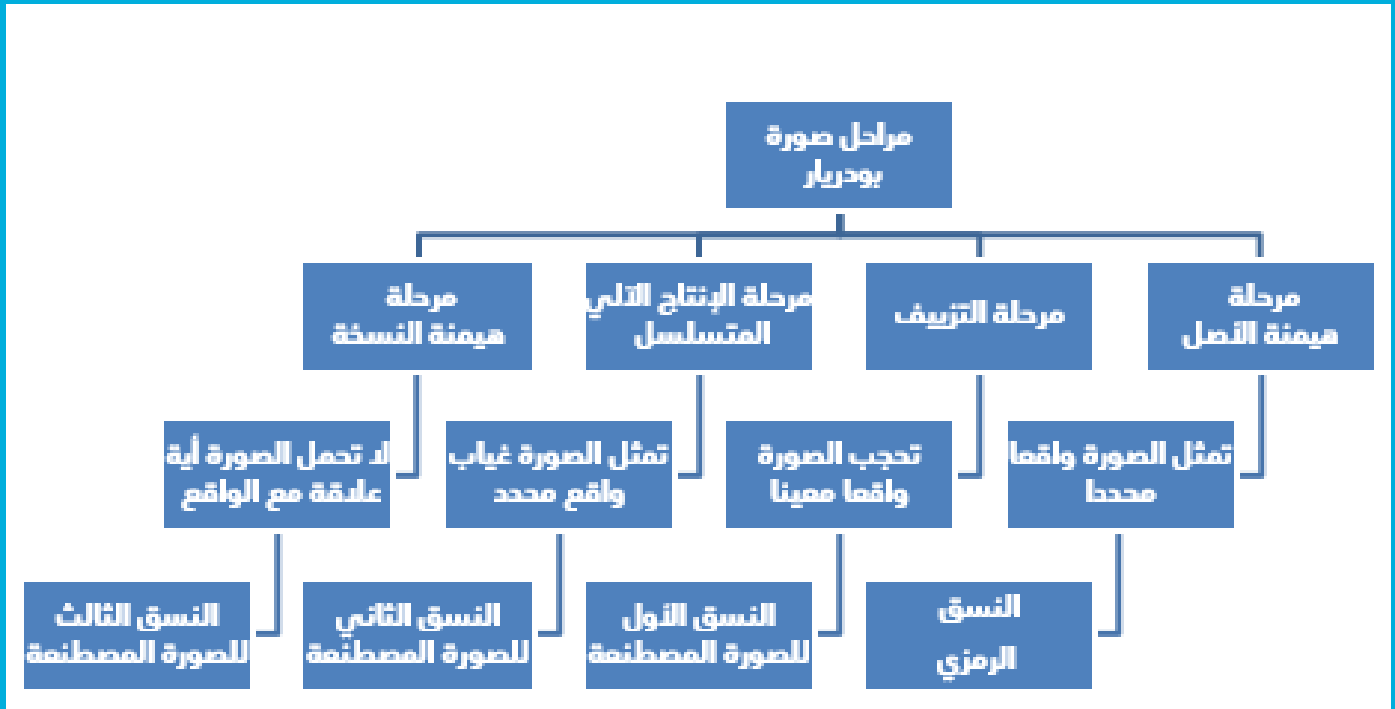 مراحل صورة
بودريار
مرحلة
هيمنة الأصل
مرحلة التزييف
مرحلة الإنتاج الآلي
المتسلسل
مرحلة
هيمنة النسخة
تمثل الصورة واقعا
محددا
تحجب الصورة
واقعا معينا
تمثل الصورة غياب
واقع محدد
لا تحمل الصورة أية
علاقة مع الواقع
النسق
الرمزي
النسق الأول
للصورة المصطنعة
النسق الثاني
للصورة المصطنعة
النسق الثالث
للصورة المصطنعة